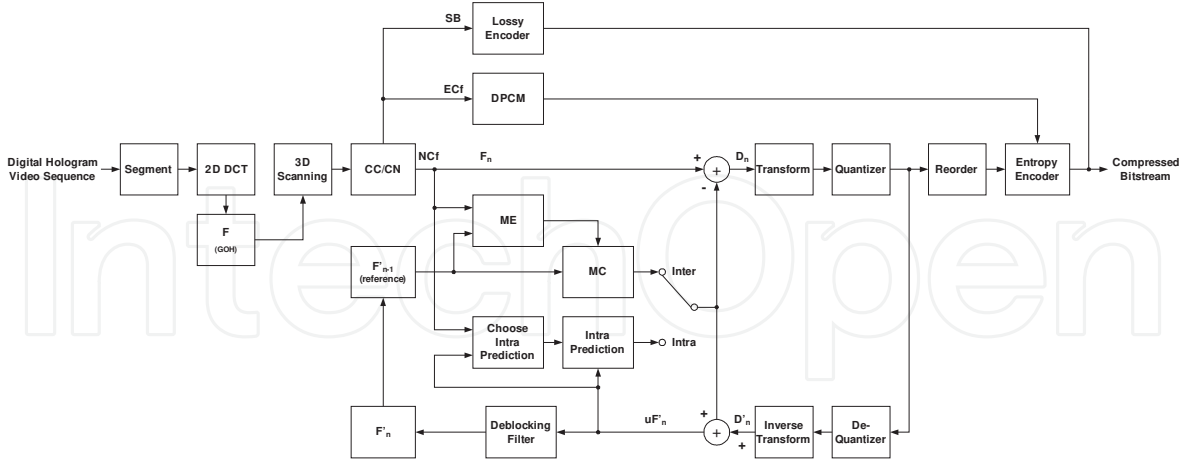 SB
Lossy
Encoder
ECf
DPCM
Digital Hologram
Video Sequence
Segment
2D DCT
3D
Scanning
CC/CN
NCf
Fn
+
+
-
Dn
Transform
Quantizer
Reorder
Entropy
Encoder
Compressed
Bitstream
F
(GOH)
ME
F'n-1
(reference)
MC
Inter
Choose
Intra
Prediction
Intra
Prediction
Intra
F'n
Deblocking
Filter
uF'n
+
+
D'n
+
Inverse
Transform
De-
Quantizer
IntechOpen